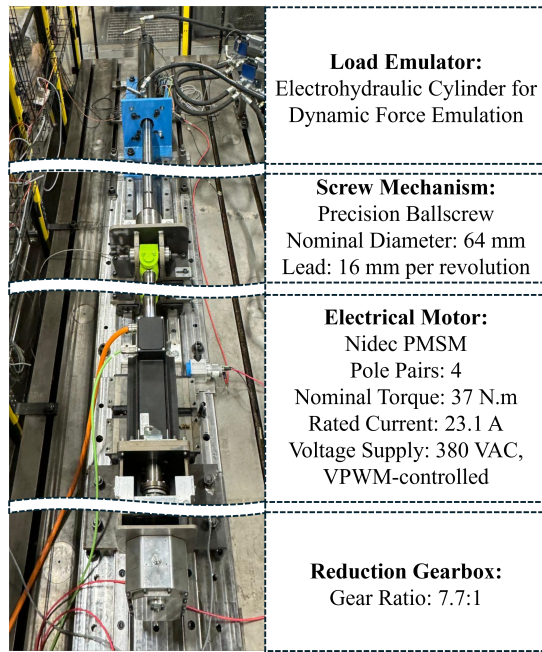 Load Emulator:
Electrohydraulic Cylinder for
Dynamic Force Emulation
Screw Mechanism:
Precision Ballscrew
Nominal Diameter: 64 mm
Lead: 16 mm per revolution
Electrical Motor:
Nidec PMSM
Pole Pairs: 4
Nominal Torque: 37 N.m
Rated Current: 23.1 A
Voltage Supply: 380 VAC,
VPWM-controlled
Reduction Gearbox:
Gear Ratio: 7.7:1